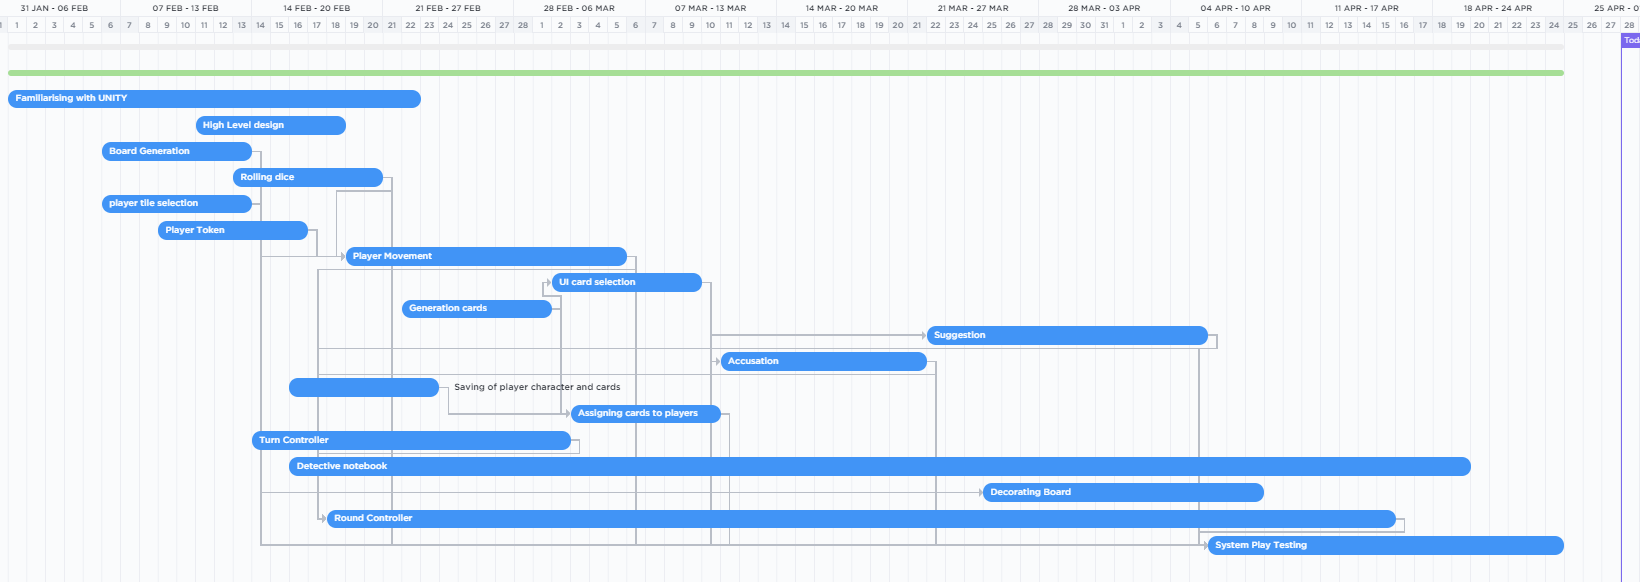 31 JAN - 06 FEB 07 FEB - 13 FEB 14 FEB - 20 FEB 21 FEB - 27 FEB 28 FEB - 06 MAR 07 MAR - 13 MAR 14 MAR - 20 MAR 21 MAR - 27 MAR 28 MAR - 03 APR 04 APR - 10 APR 11 APR - 17 APR 18 APR - 24 APR 25 APR - 0
1 2 3 4 5 6 7 8 9 10 11 12 13 14 15 16 17 18 19 20 21 22 23 24 25 26 27 28 1 2 3 4 5 6 7 8 9 10 11 12 13 14 15 16 17 18 19 20 21 22 23 24 25 26 27 28 29 30 31 1 2 3 4 5 6 7 8 9 10 11 12 13 14 15 16 17 18 19 20 21 22 23 24 25 26 27 28
Toda
Familiarising with UNITY
High Level design
Board Generation
Rolling dice
player tile selection
Player Token
Player Movement
UI card selection
Generation cards
Suggestion
Accusation
Saving of player character and cards
Assigning cards to players
Turn Controller
Detective notebook
Decorating Board
Round Controller
System Play Testing